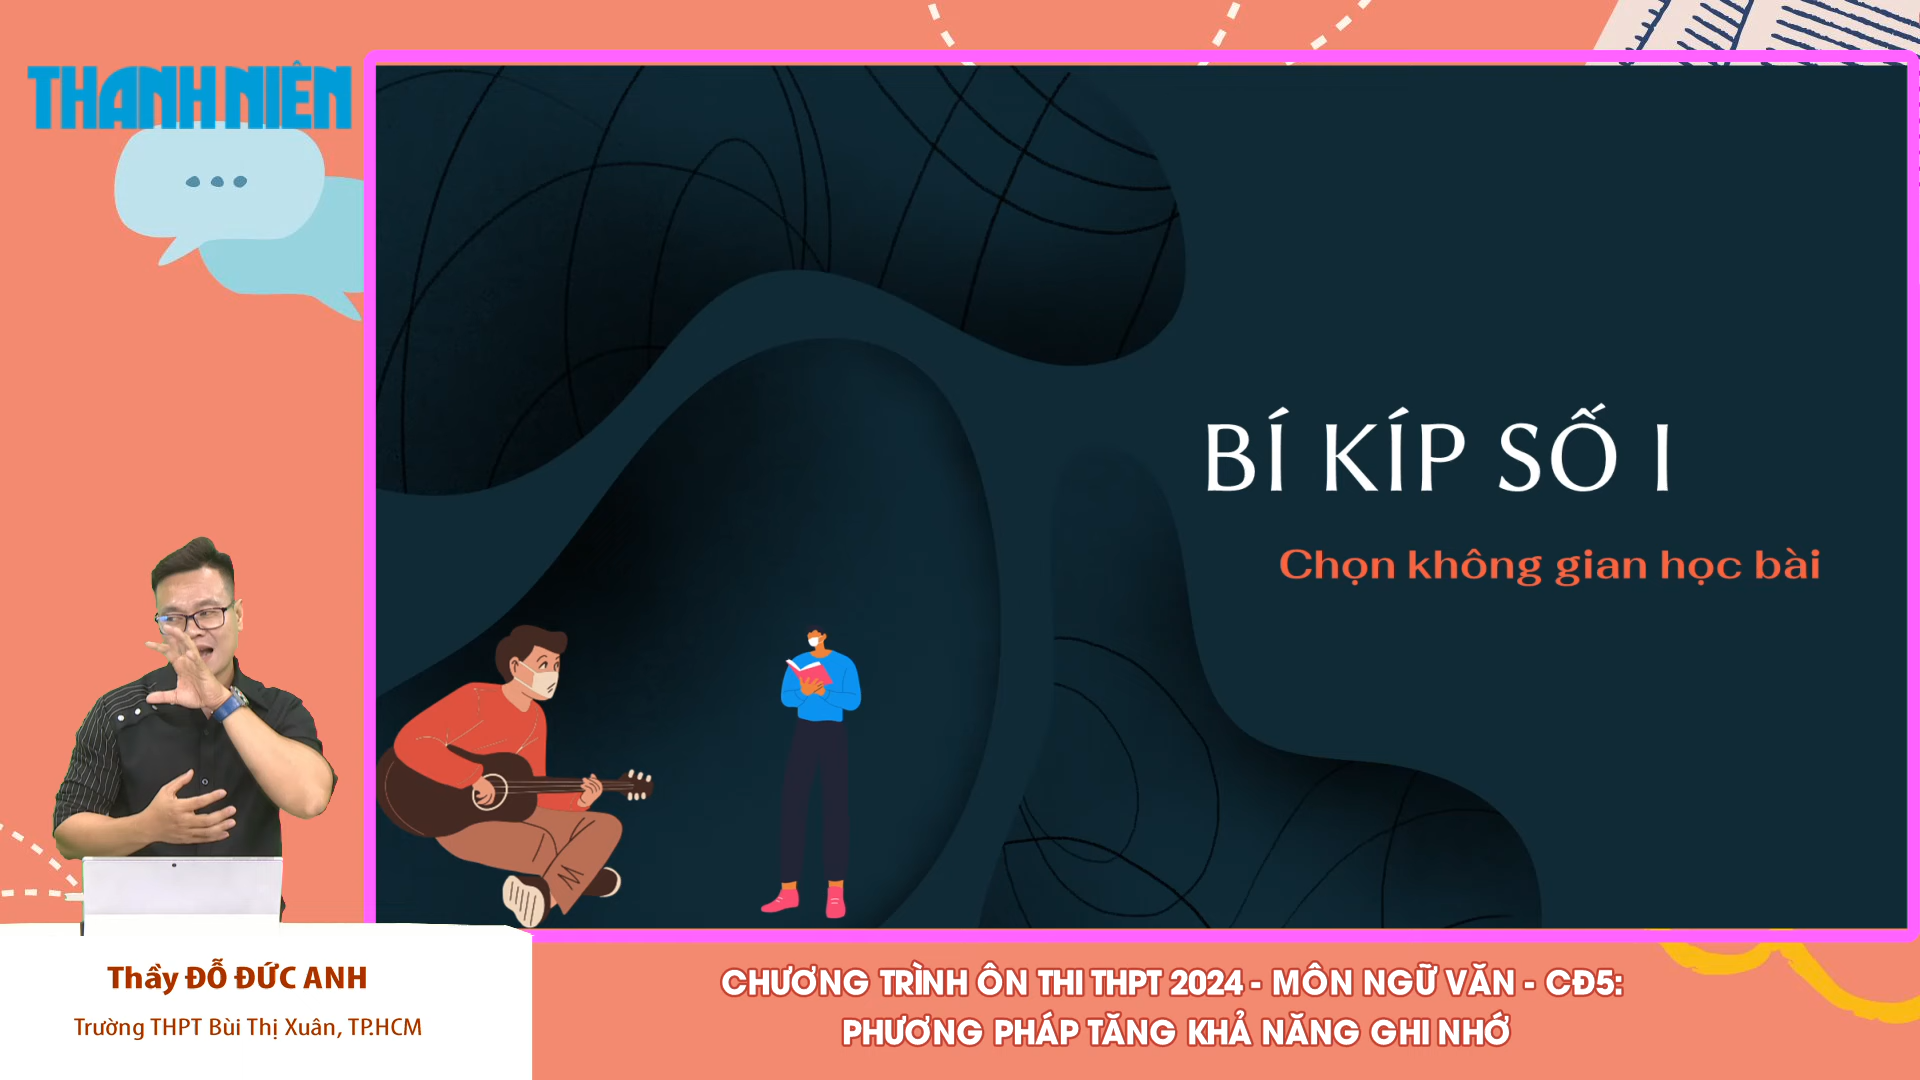 THANH NIÊN
BÍ KÍP SỐ 1
Chọn không gian học bài
Thầy ĐỖ ĐỨC ANH
Trường THPT Bùi Thị Xuân, TP.HCM
CHƯƠNG TRÌNH ÔN THI THPT 2024 - MÔN NGỮ VĂN - CĐ5:
PHƯƠNG PHÁP TĂNG KHẢ NĂNG GHI NHỚ